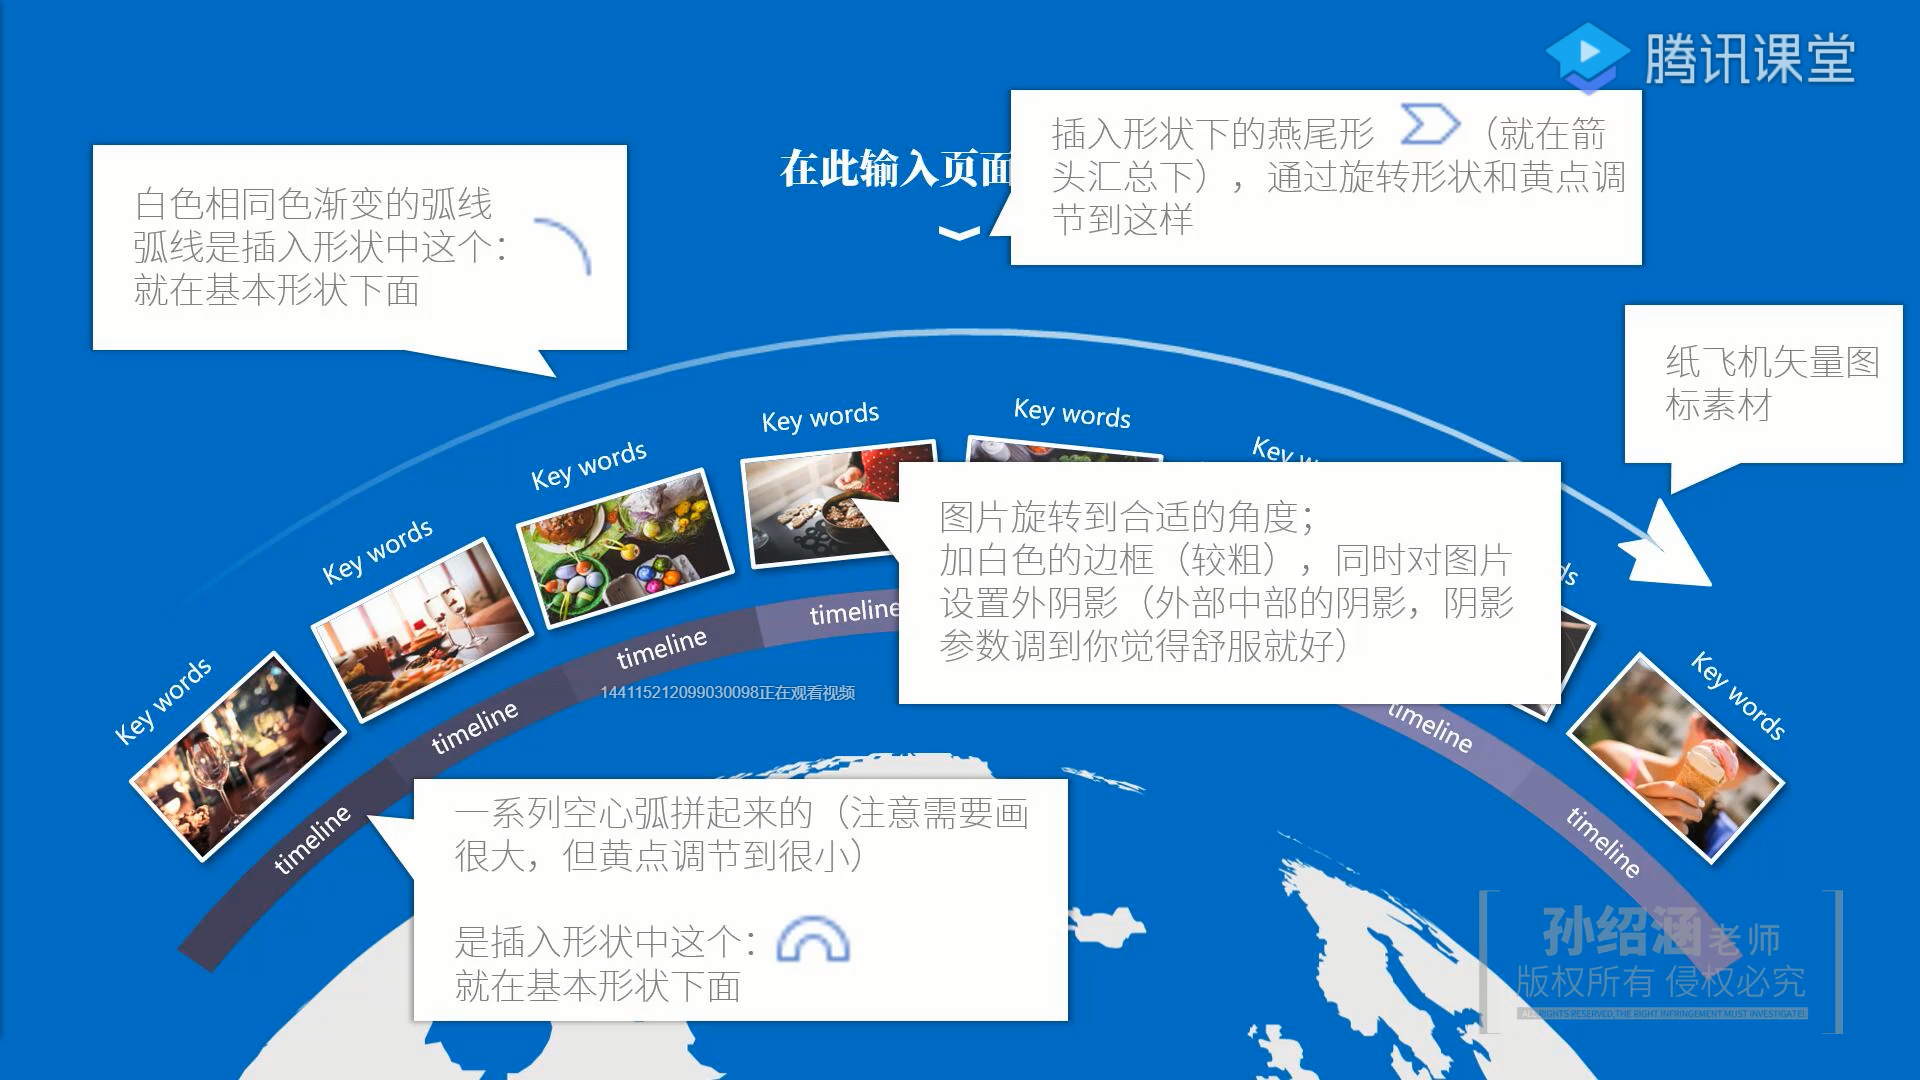 腾讯课堂
插入形状下的燕尾形 （就在箭
头汇总下），通过旋转形状和黄点调
节到这样
在此输入页面
白色相同色渐变的弧线
弧线是插入形状中这个：
就在基本形状下面
纸飞机矢量图
标素材
Key words
Key words
Key words
Key words
Key words
Key w
ds
Key words
图片旋转到合适的角度；
加白色的边框（较粗），同时对图片
设置外阴影（外部中部的阴影，阴影
参数调到你觉得舒服就好）
timeline
timeline
timeline
timeline
timeline
timeline
144115212099030098正在观看视频
一系列空心弧拼起来的（注意需要画
很大，但黄点调节到很小）
是插入形状中这个：
就在基本形状下面
孙绍涵老师
版权所有 侵权必究
ALL RIGHTS RESERVED,THE RIGHT INFRINGEMENT MUST INVESTIGATE!